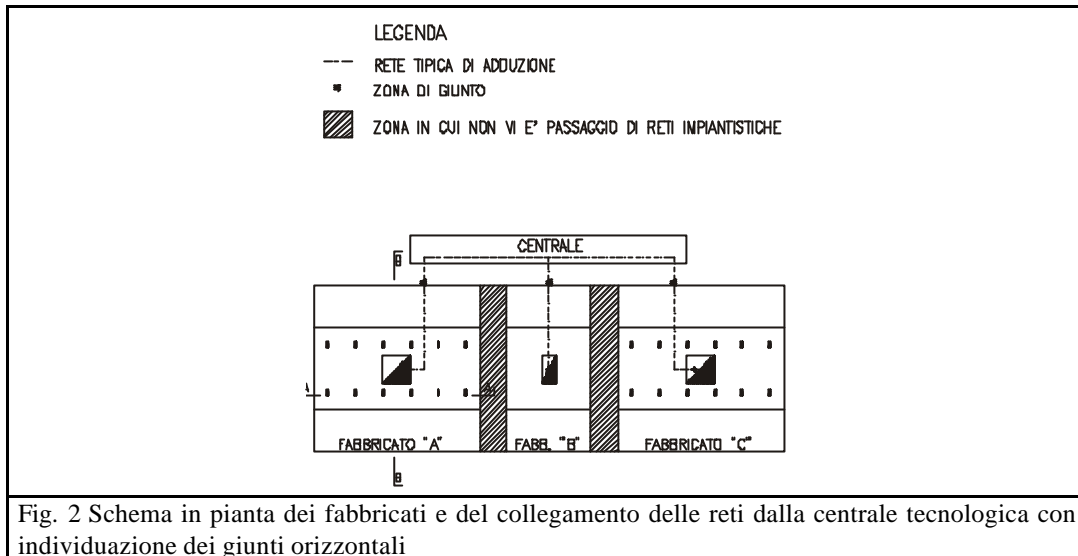 LEGENDA
RETE TIPICA DI ADDUZIONE
ZONA DI GIUNTO
ZONA IN CUI NON VI E' PASSAGGIO DI RETI IMPIANTISTICHE
CENTRALE
B
A A
FABBRICATO "A" FABB. "B" FABBRICATO "C"
B
Fig. 2 Schema in pianta dei fabbricati e del collegamento delle reti dalla centrale tecnologica con
individuazione dei giunti orizzontali